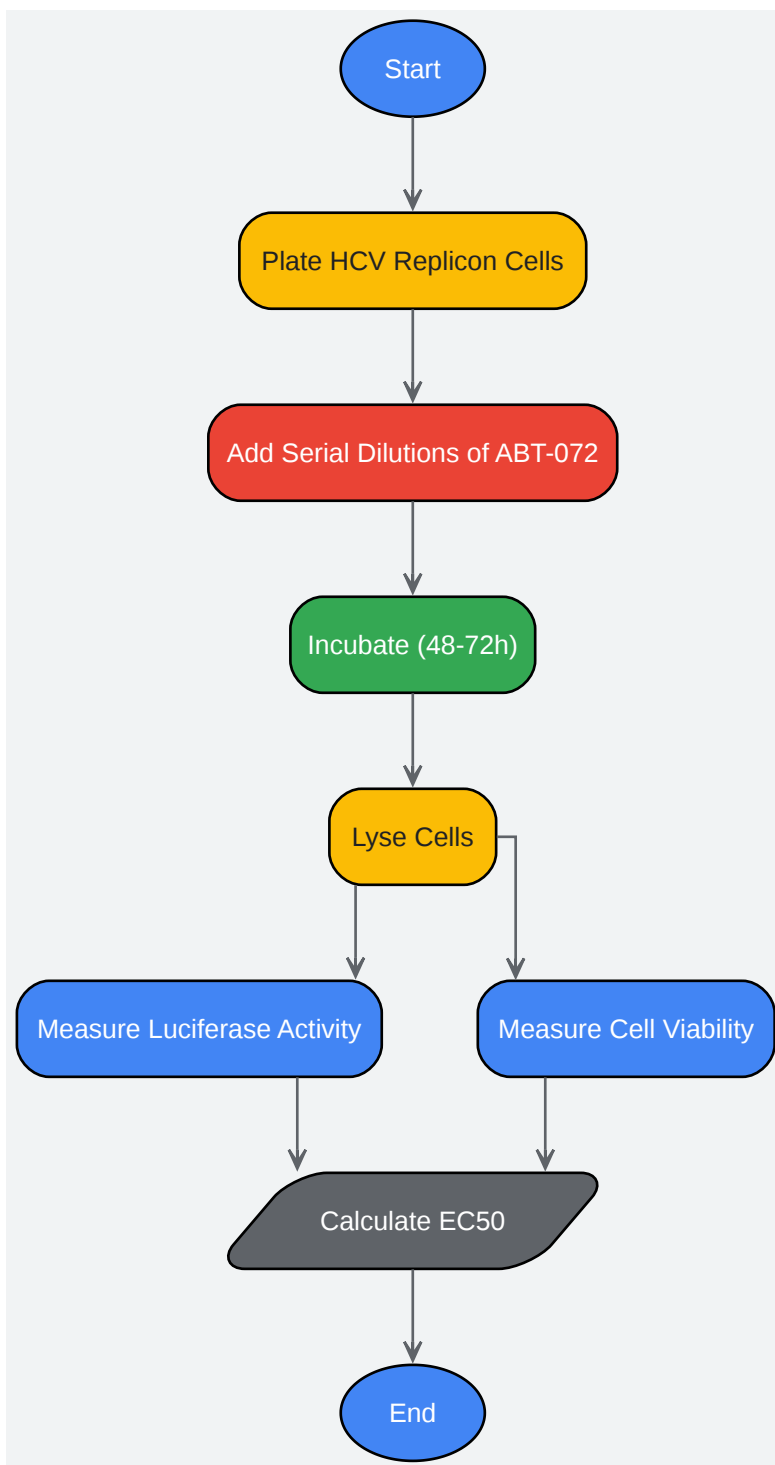 Start
Plate HCV Replicon Cells
Add Serial Dilutions of ABT-072
Incubate (48-72h)
Lyse Cells
Measure Luciferase Activity
Measure Cell Viability
Calculate EC50
End